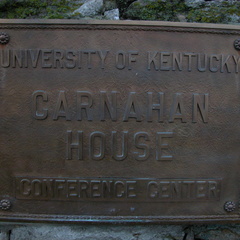 UNIVERSITY OF KENTUCKY
CARNAHAN
HOUSE
CONFERENCE CENTER